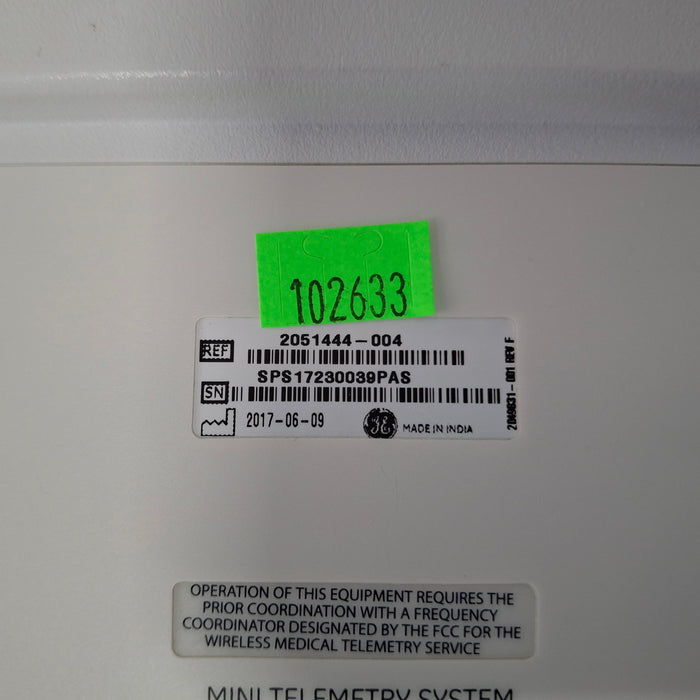 102633
REF 2051444-004
SPS17230039PAS
SN
2017-06-09 GE MADE IN INDIA
2049831-001 REV F
OPERATION OF THIS EQUIPMENT REQUIRES THE
PRIOR COORDINATION WITH A FREQUENCY
COORDINATOR DESIGNATED BY THE FCC FOR THE
WIRELESS MEDICAL TELEMETRY SERVICE
MINI TELEMETRY SYSTEM